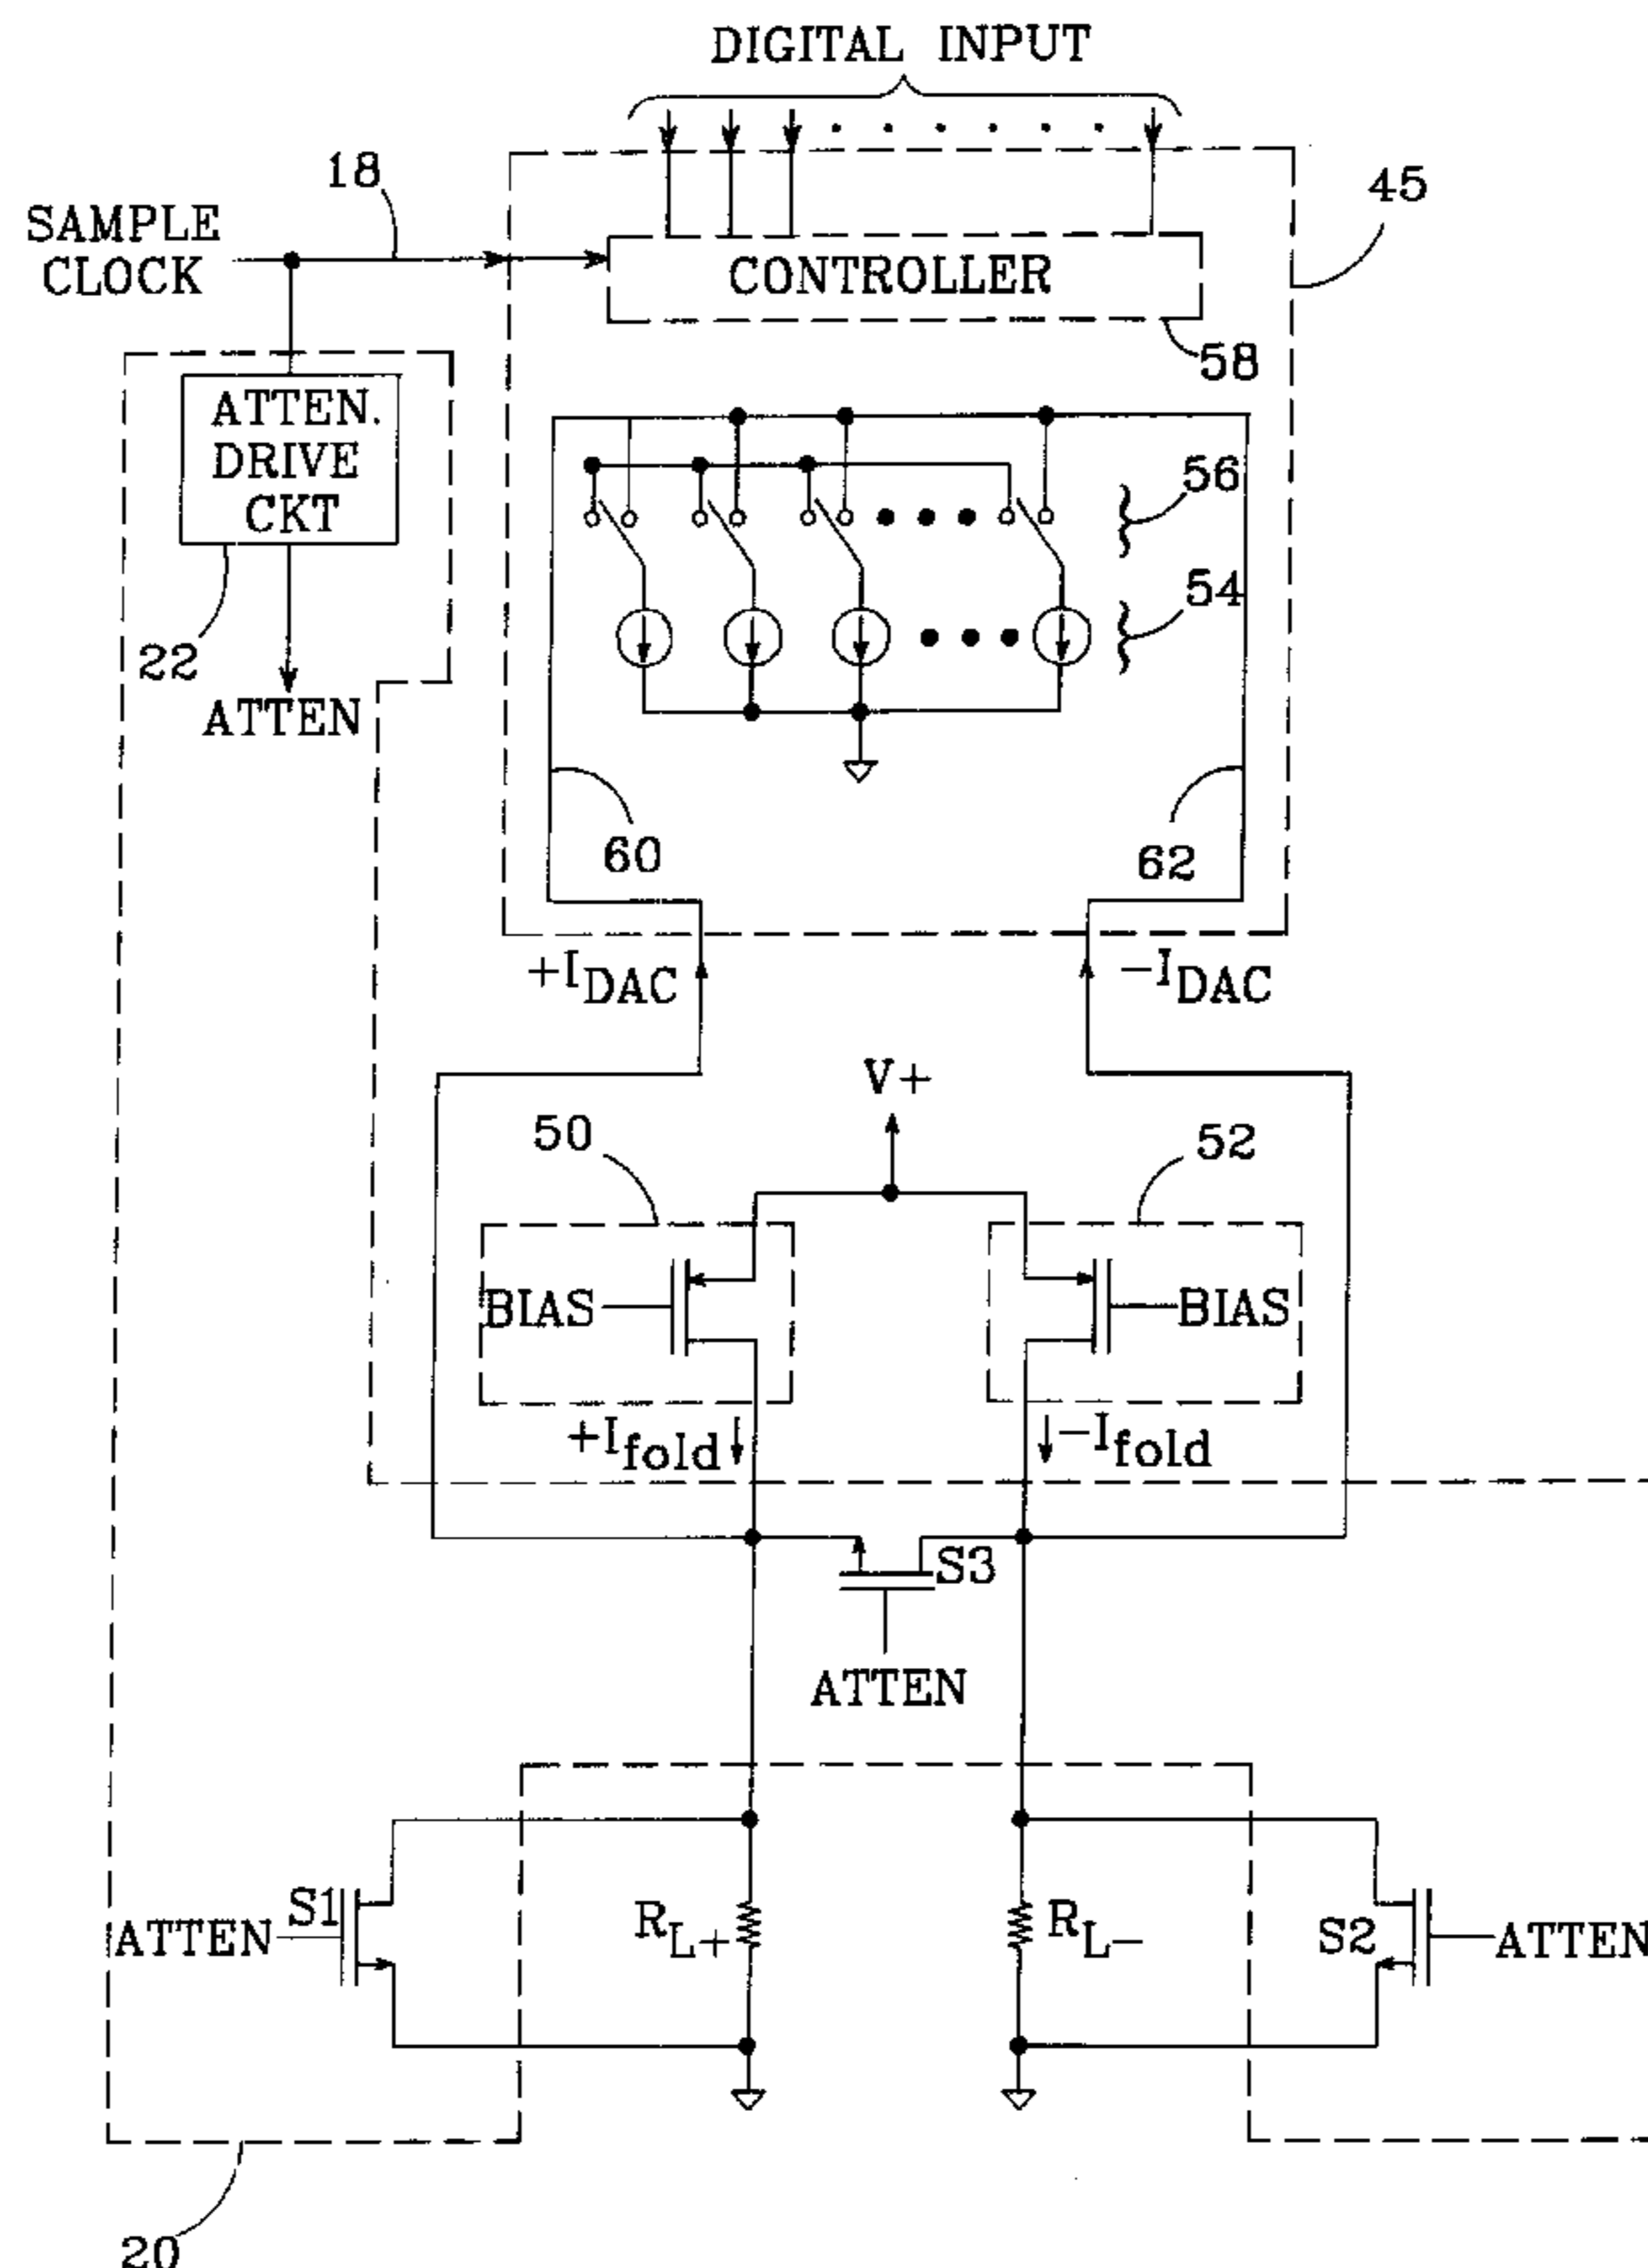 DIGITAL INPUT
18
45
SAMPLE
CLOCK
CONTROLLER
58
ATTEN.
DRIVE
CKT
56
54
22
ATTEN
60
62
+IDAC
-IDAC
V+
50
52
BIAS
BIAS
+Ifold
-Ifold
S3
ATTEN
S1
ATTEN
RL+
RL-
S2
ATTEN
20